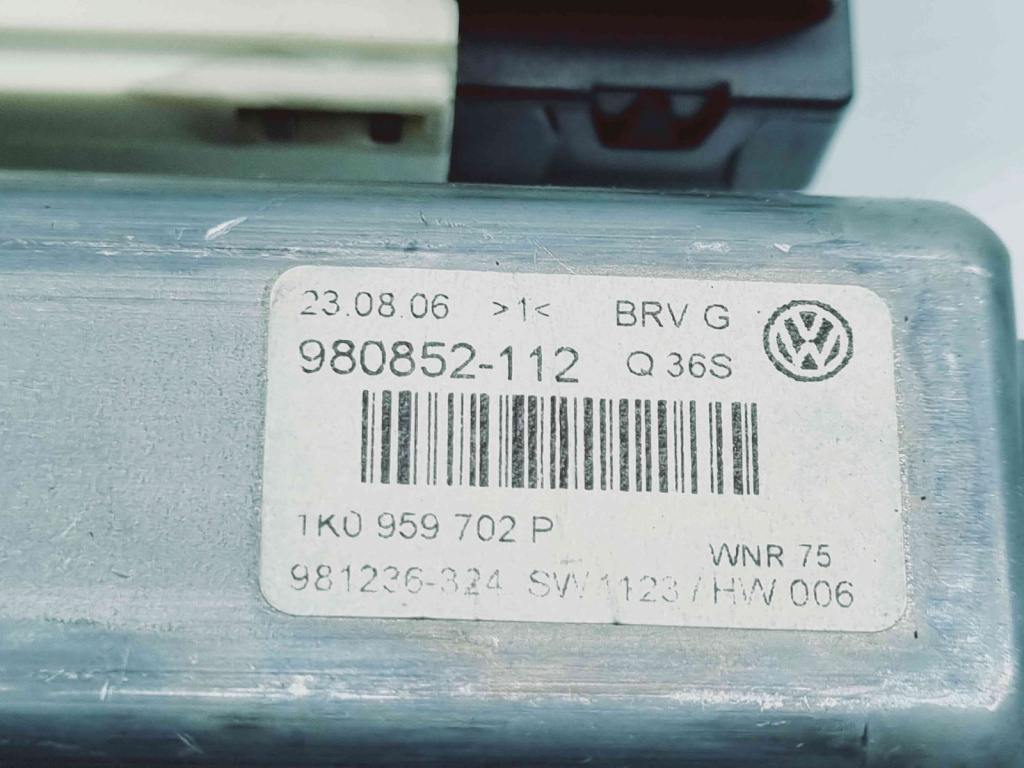 23.08.06 >1< BRV G
980852-112 Q 36S
1K0 959 702 P
WNR 75
981236-324 SW 1123 / HW 006